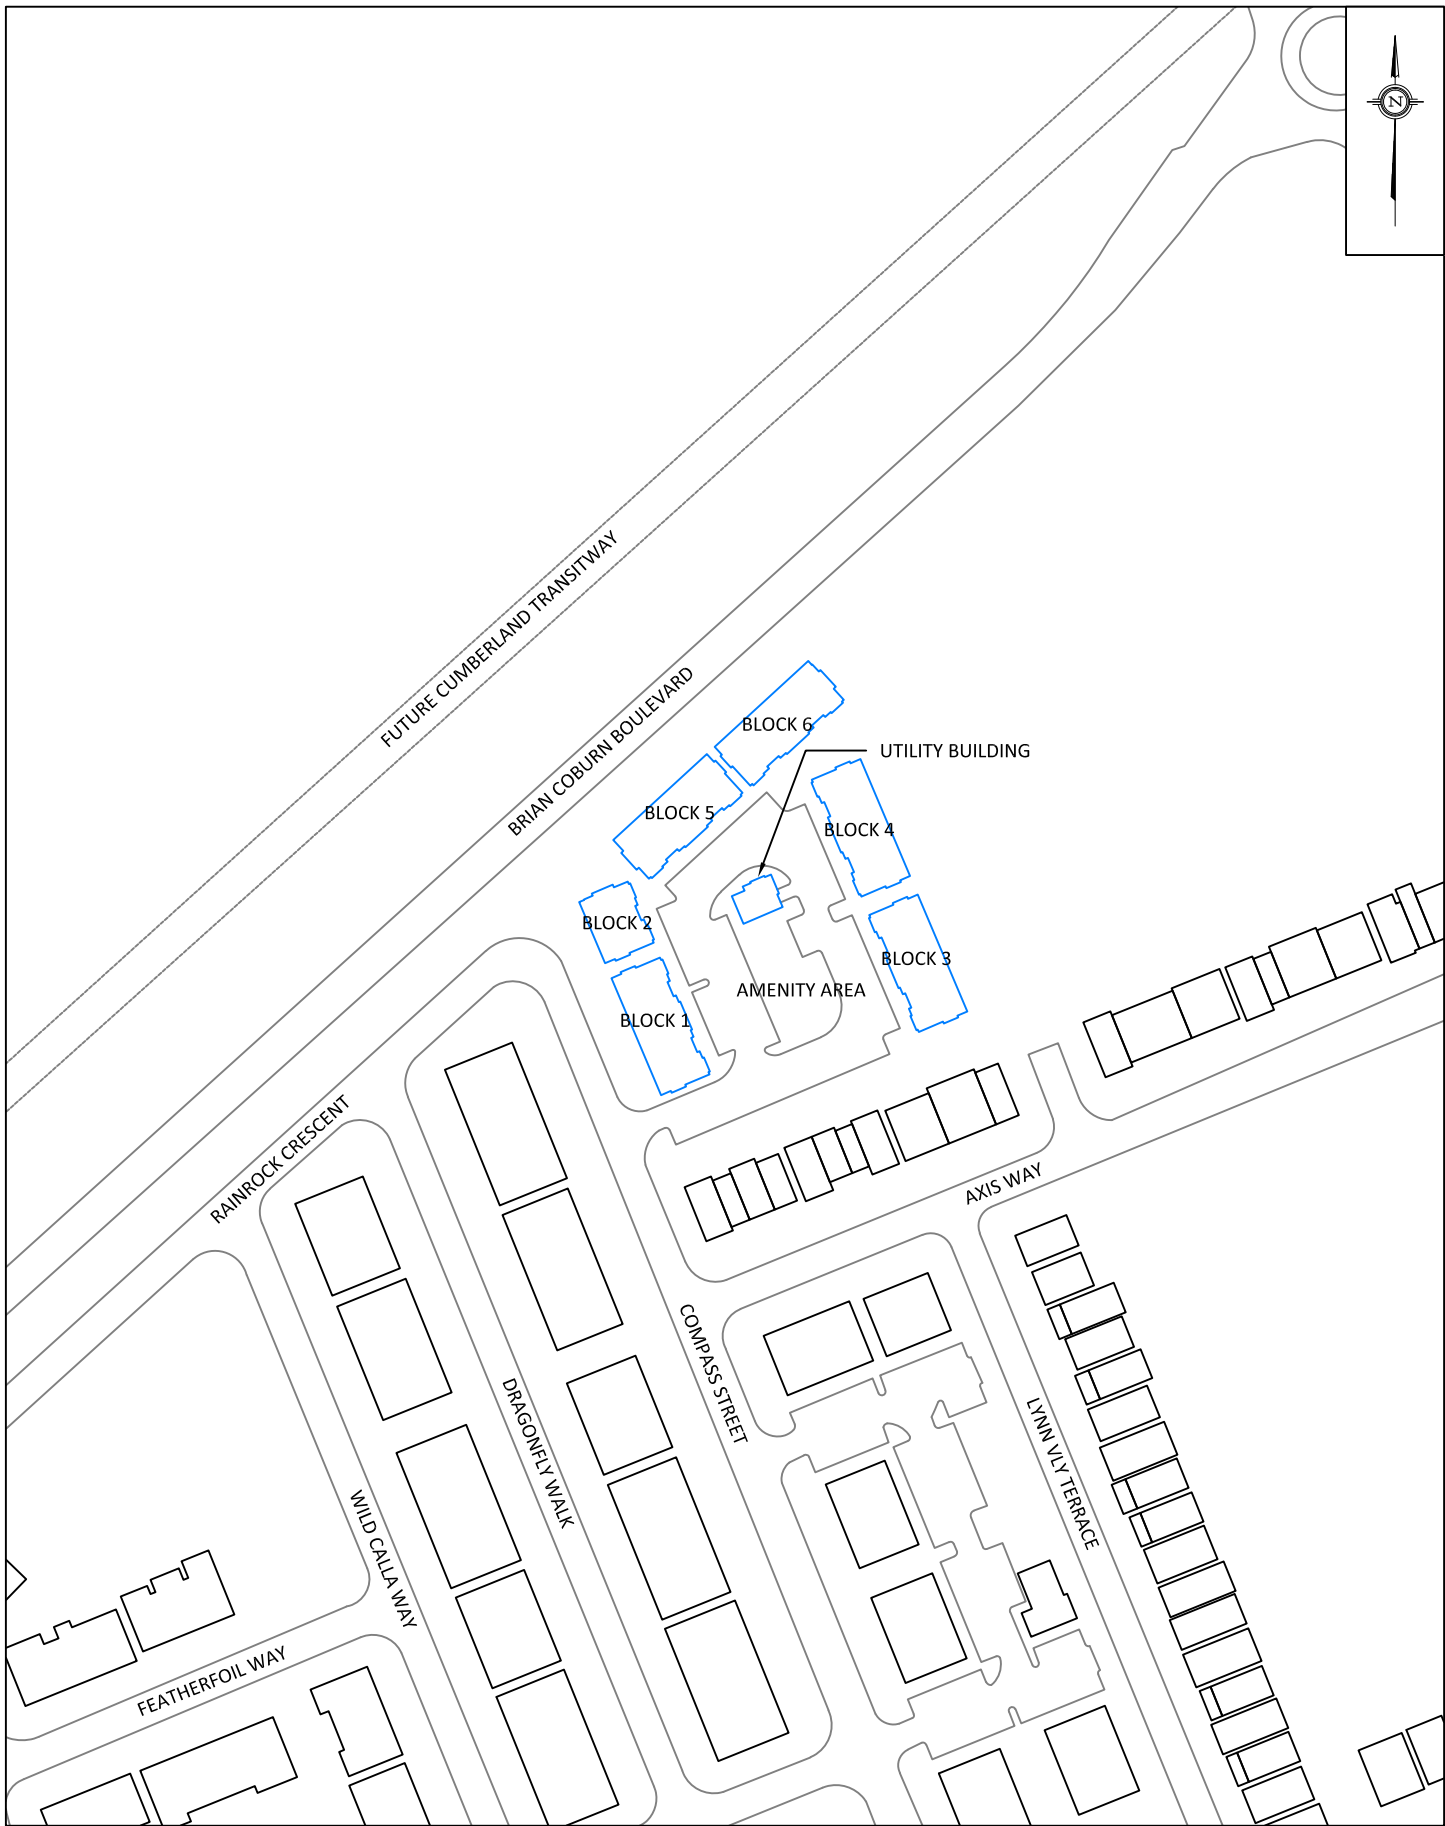 N
FUTURE CUMBERLAND TRANSITWAY
BRIAN COBURN BOULEVARD
BLOCK 6
UTILITY BUILDING
BLOCK 5
BLOCK 4
BLOCK 2
BLOCK 3
AMENITY AREA
BLOCK 1
RAINROCK CRESCENT
AXIS WAY
COMPASS STREET
DRAGONFLY WALK
LYNN VLY TERRACE
WILD CALLA WAY
FEATHERFOIL WAY